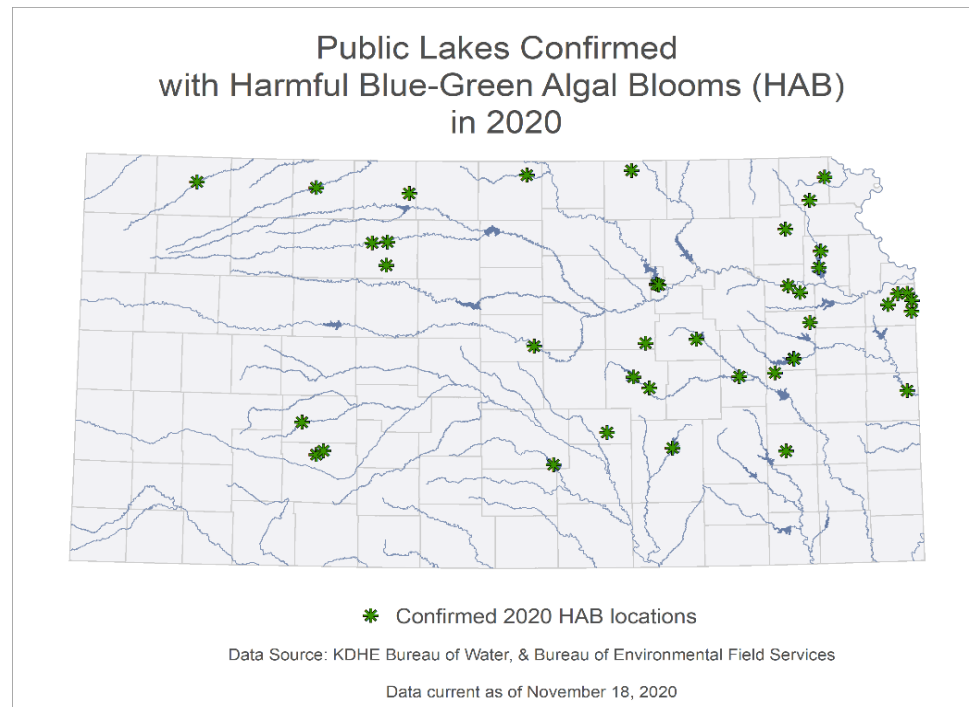 Public Lakes Confirmed
with Harmful Blue-Green Algal Blooms (HAB)
in 2020
Confirmed 2020 HAB locations
Data Source: KDHE Bureau of Water, & Bureau of Environmental Field Services
Data current as of November 18, 2020